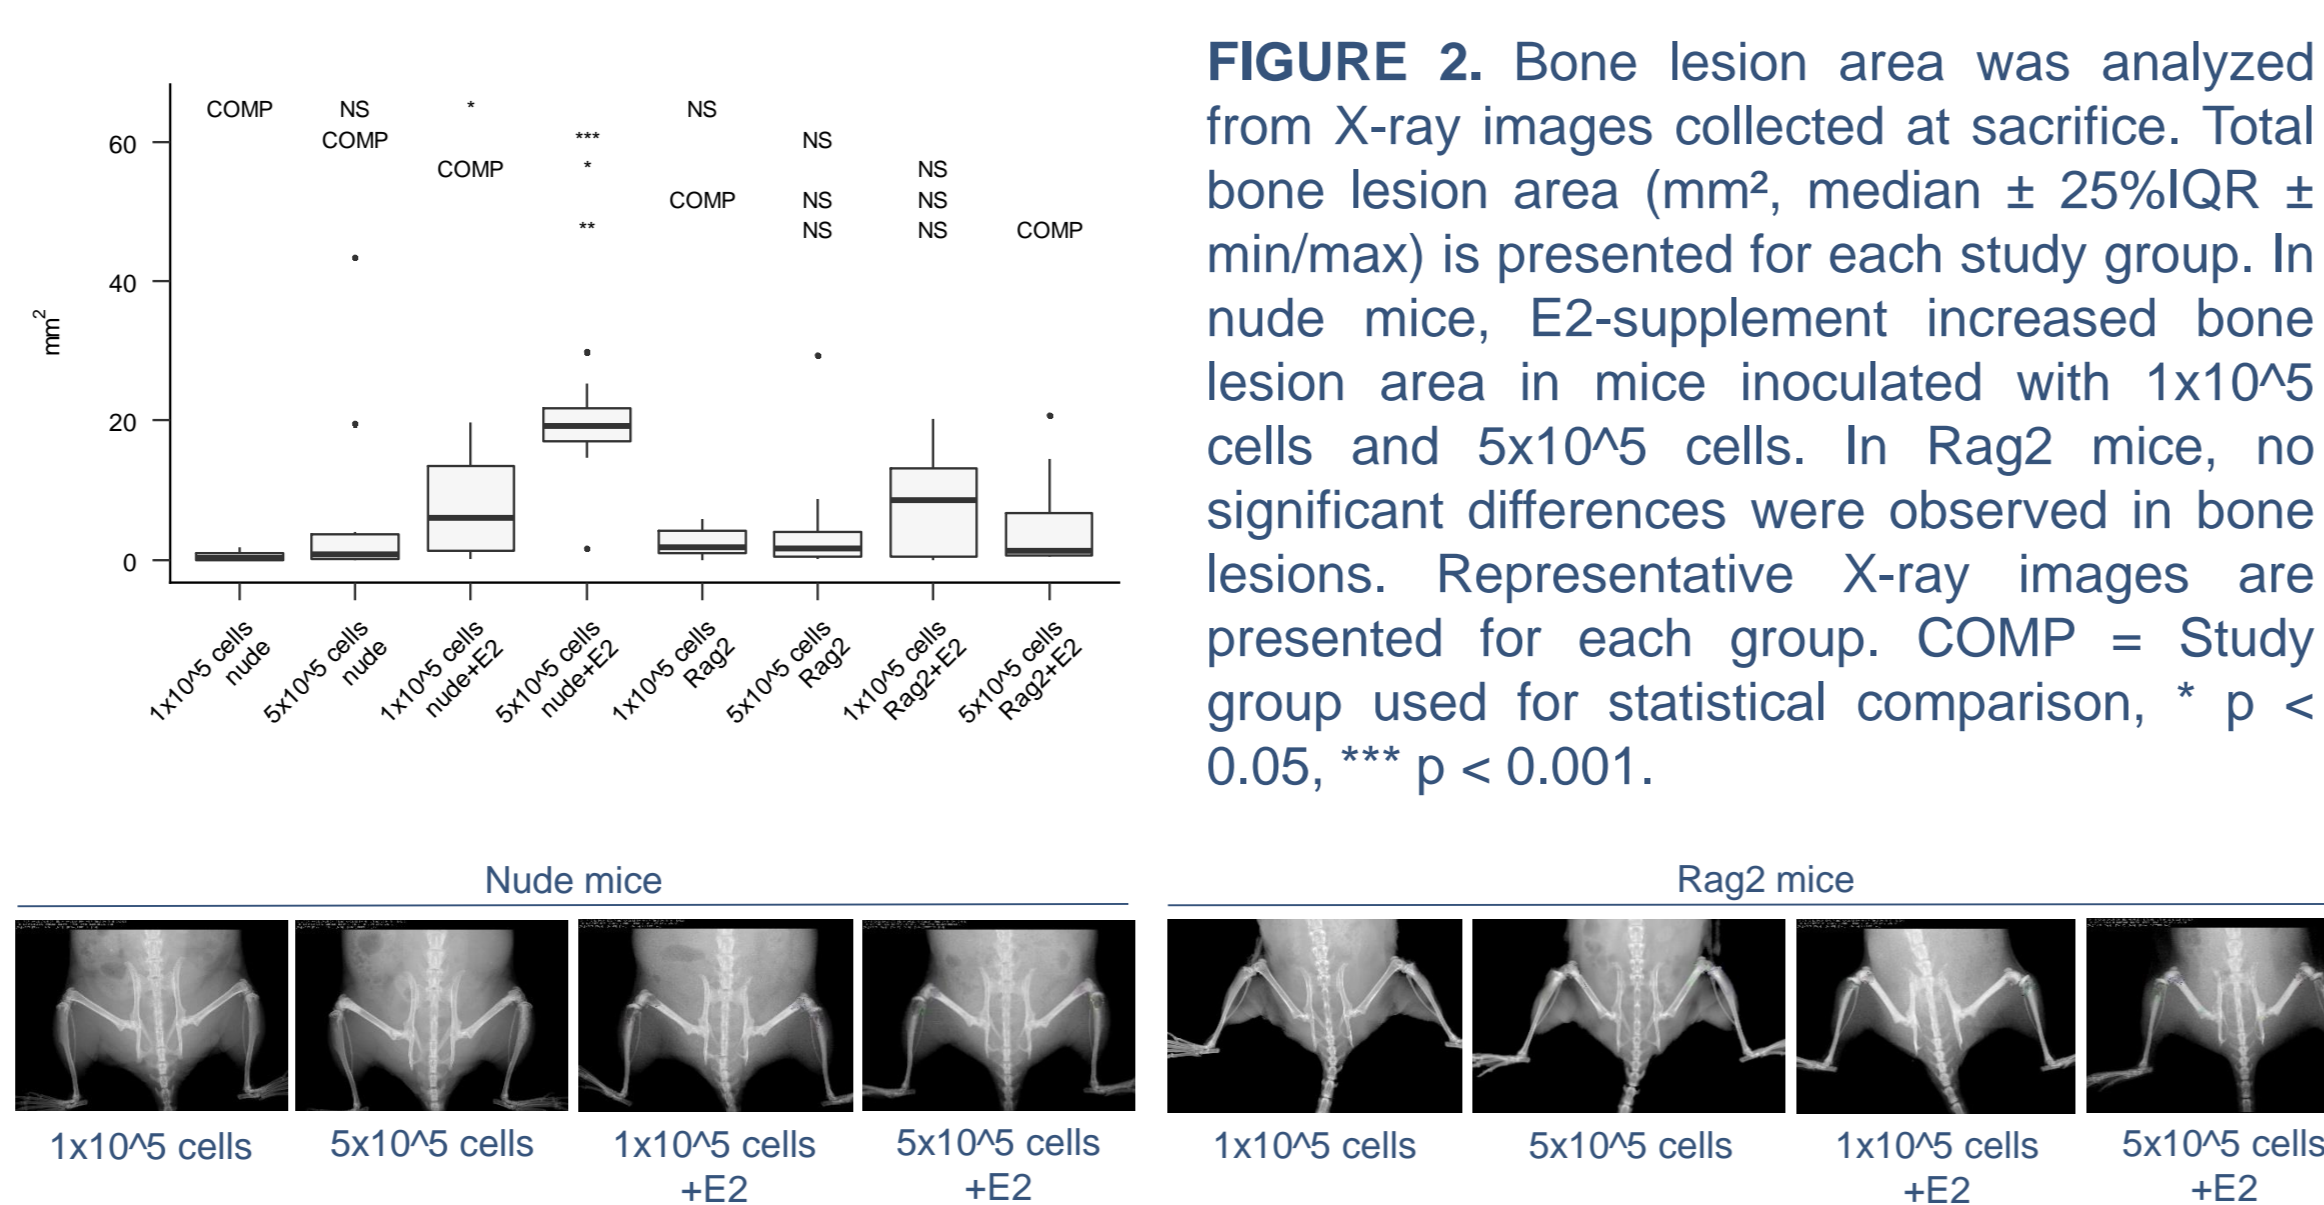 COMP NS * NS
COMP *** NS
COMP * NS
COMP NS NS
** NS NS COMP
60
40
20
0
mm²
1x10^5 cells
nude
5x10^5 cells
nude
1x10^5 cells
nude+E2
5x10^5 cells
nude+E2
1x10^5 cells
Rag2
5x10^5 cells
Rag2
1x10^5 cells
Rag2+E2
5x10^5 cells
Rag2+E2
FIGURE 2. Bone lesion area was analyzed
from X-ray images collected at sacrifice. Total
bone lesion area (mm², median ± 25%IQR ±
min/max) is presented for each study group. In
nude mice, E2-supplement increased bone
lesion area in mice inoculated with 1x10^5
cells and 5x10^5 cells. In Rag2 mice, no
significant differences were observed in bone
lesions. Representative X-ray images are
presented for each group. COMP = Study
group used for statistical comparison, * p <
0.05, *** p < 0.001.
Nude mice
1x10^5 cells
5x10^5 cells
1x10^5 cells
+E2
5x10^5 cells
+E2
Rag2 mice
1x10^5 cells
5x10^5 cells
1x10^5 cells
+E2
5x10^5 cells
+E2